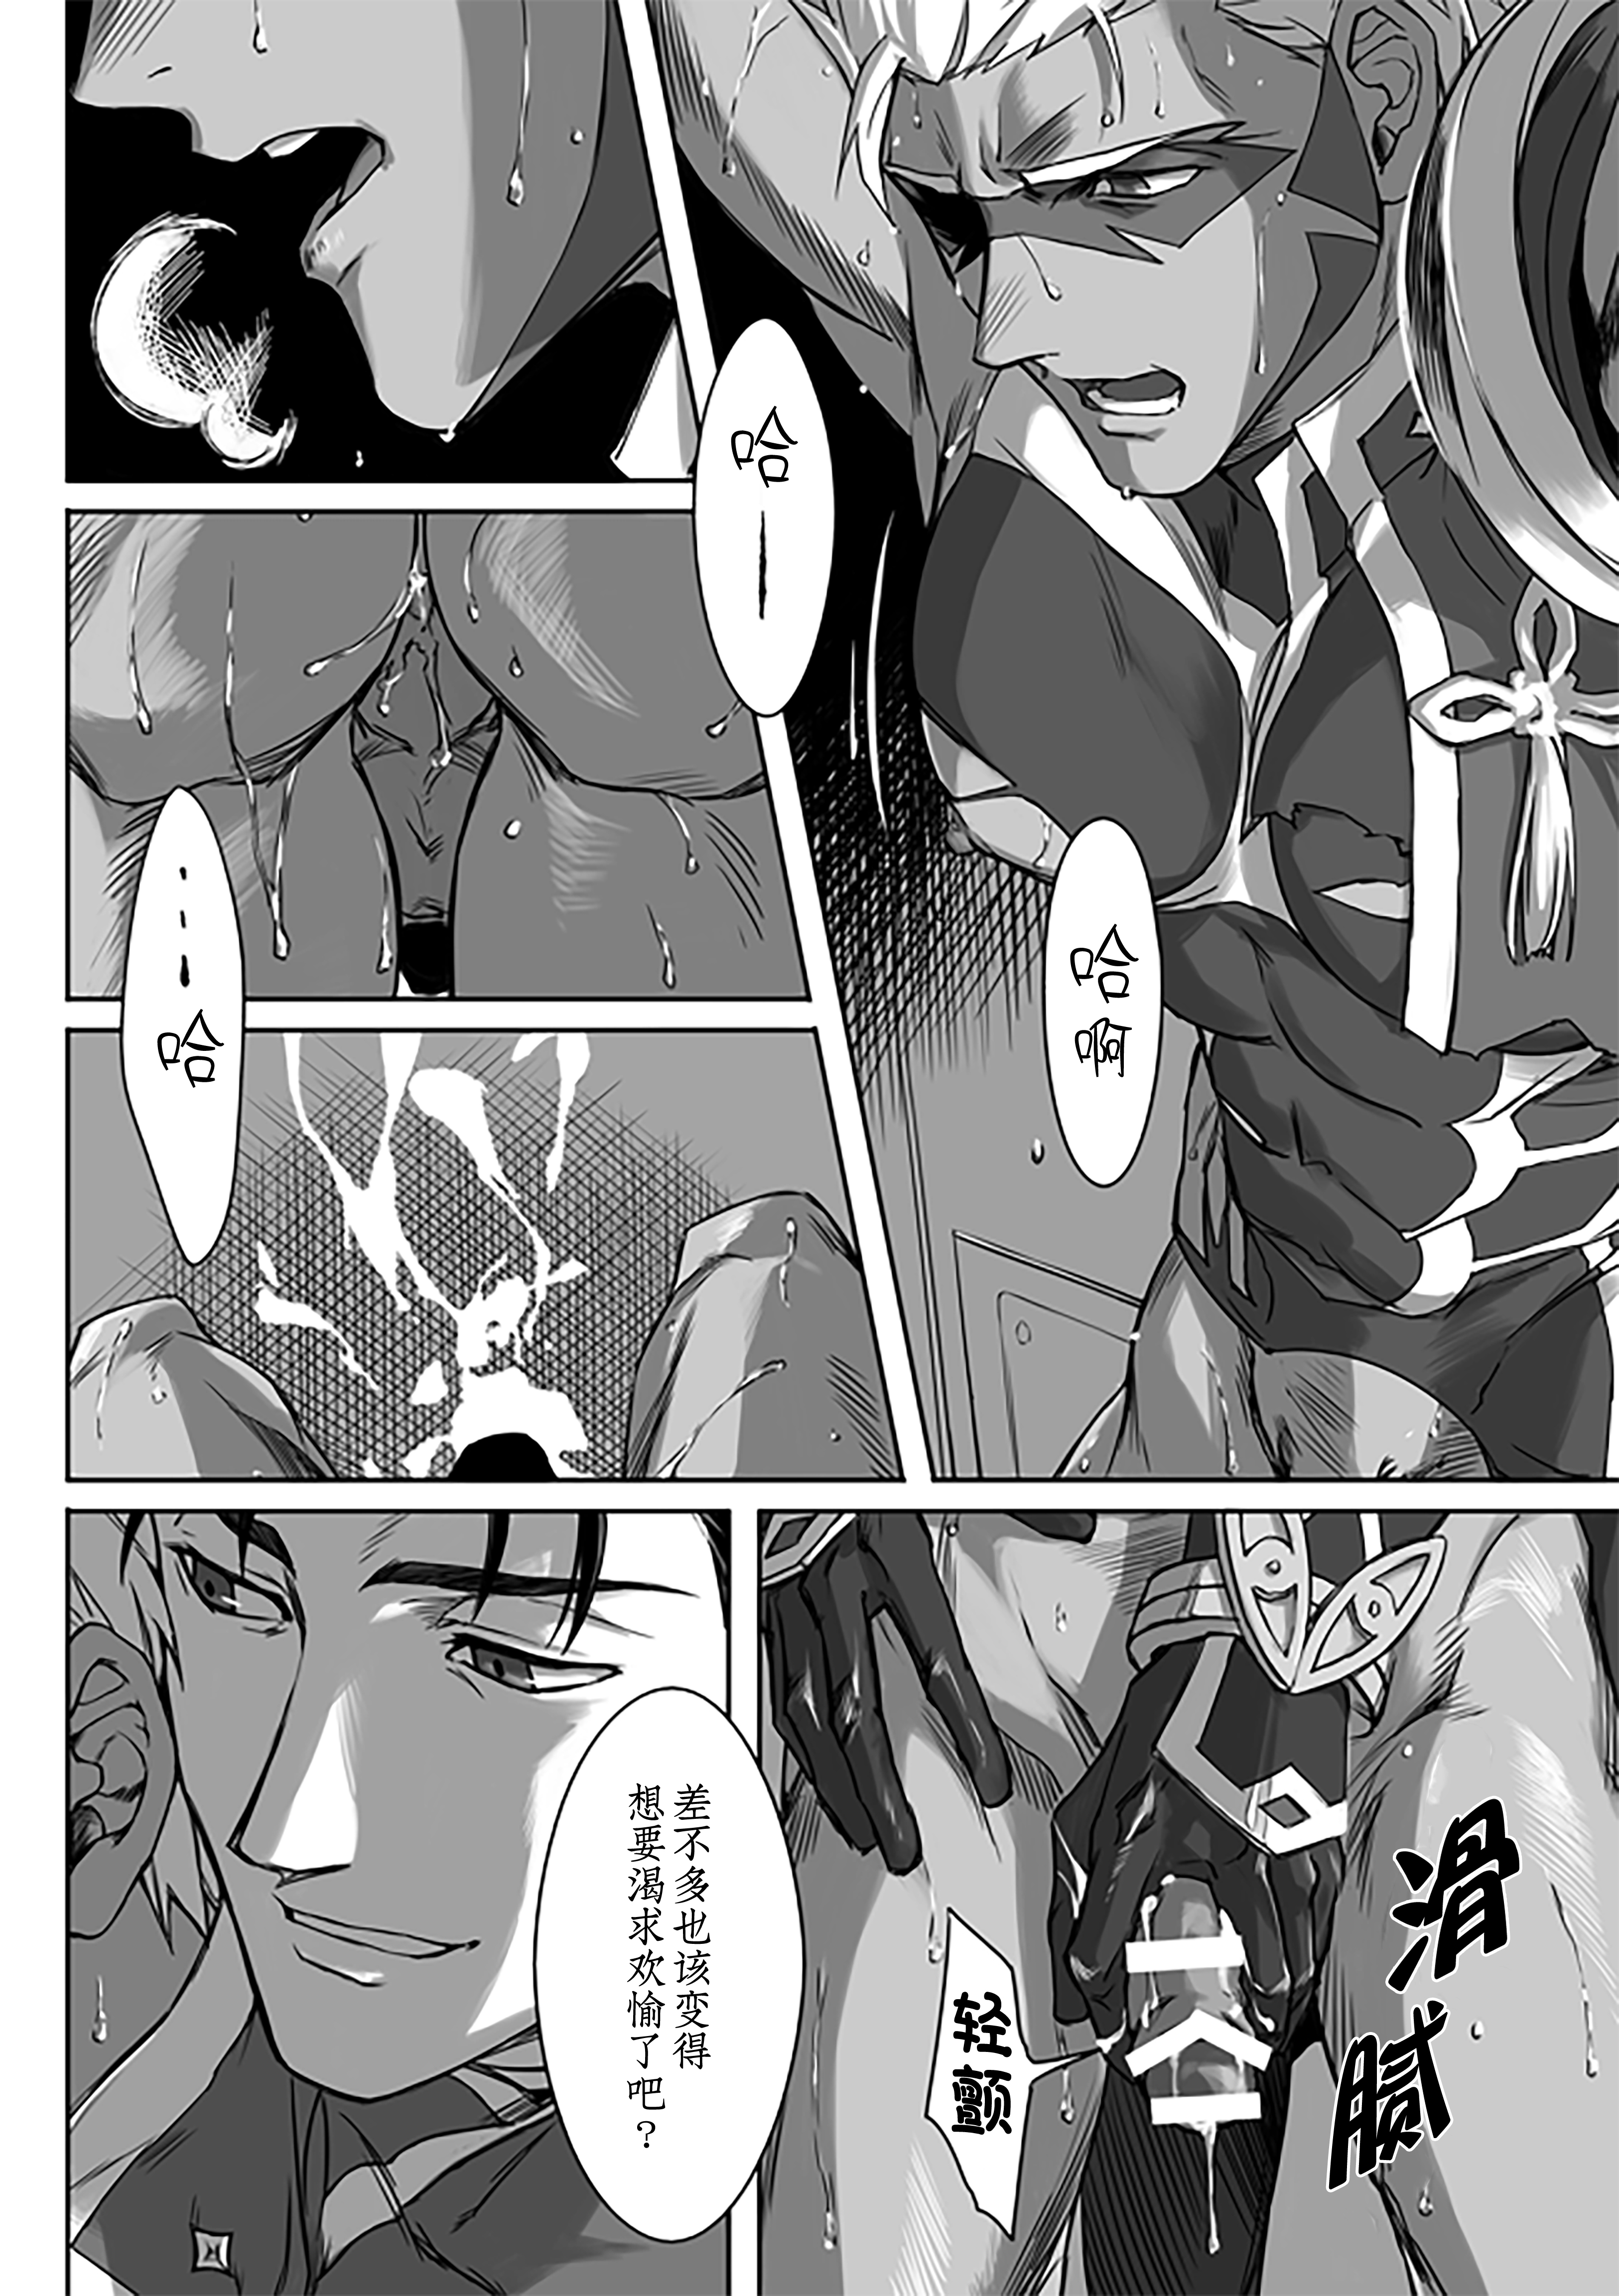 哈——
哈啊
……哈
滑腻
轻颤
差不多也该变得
想要渴求欢愉了吧？